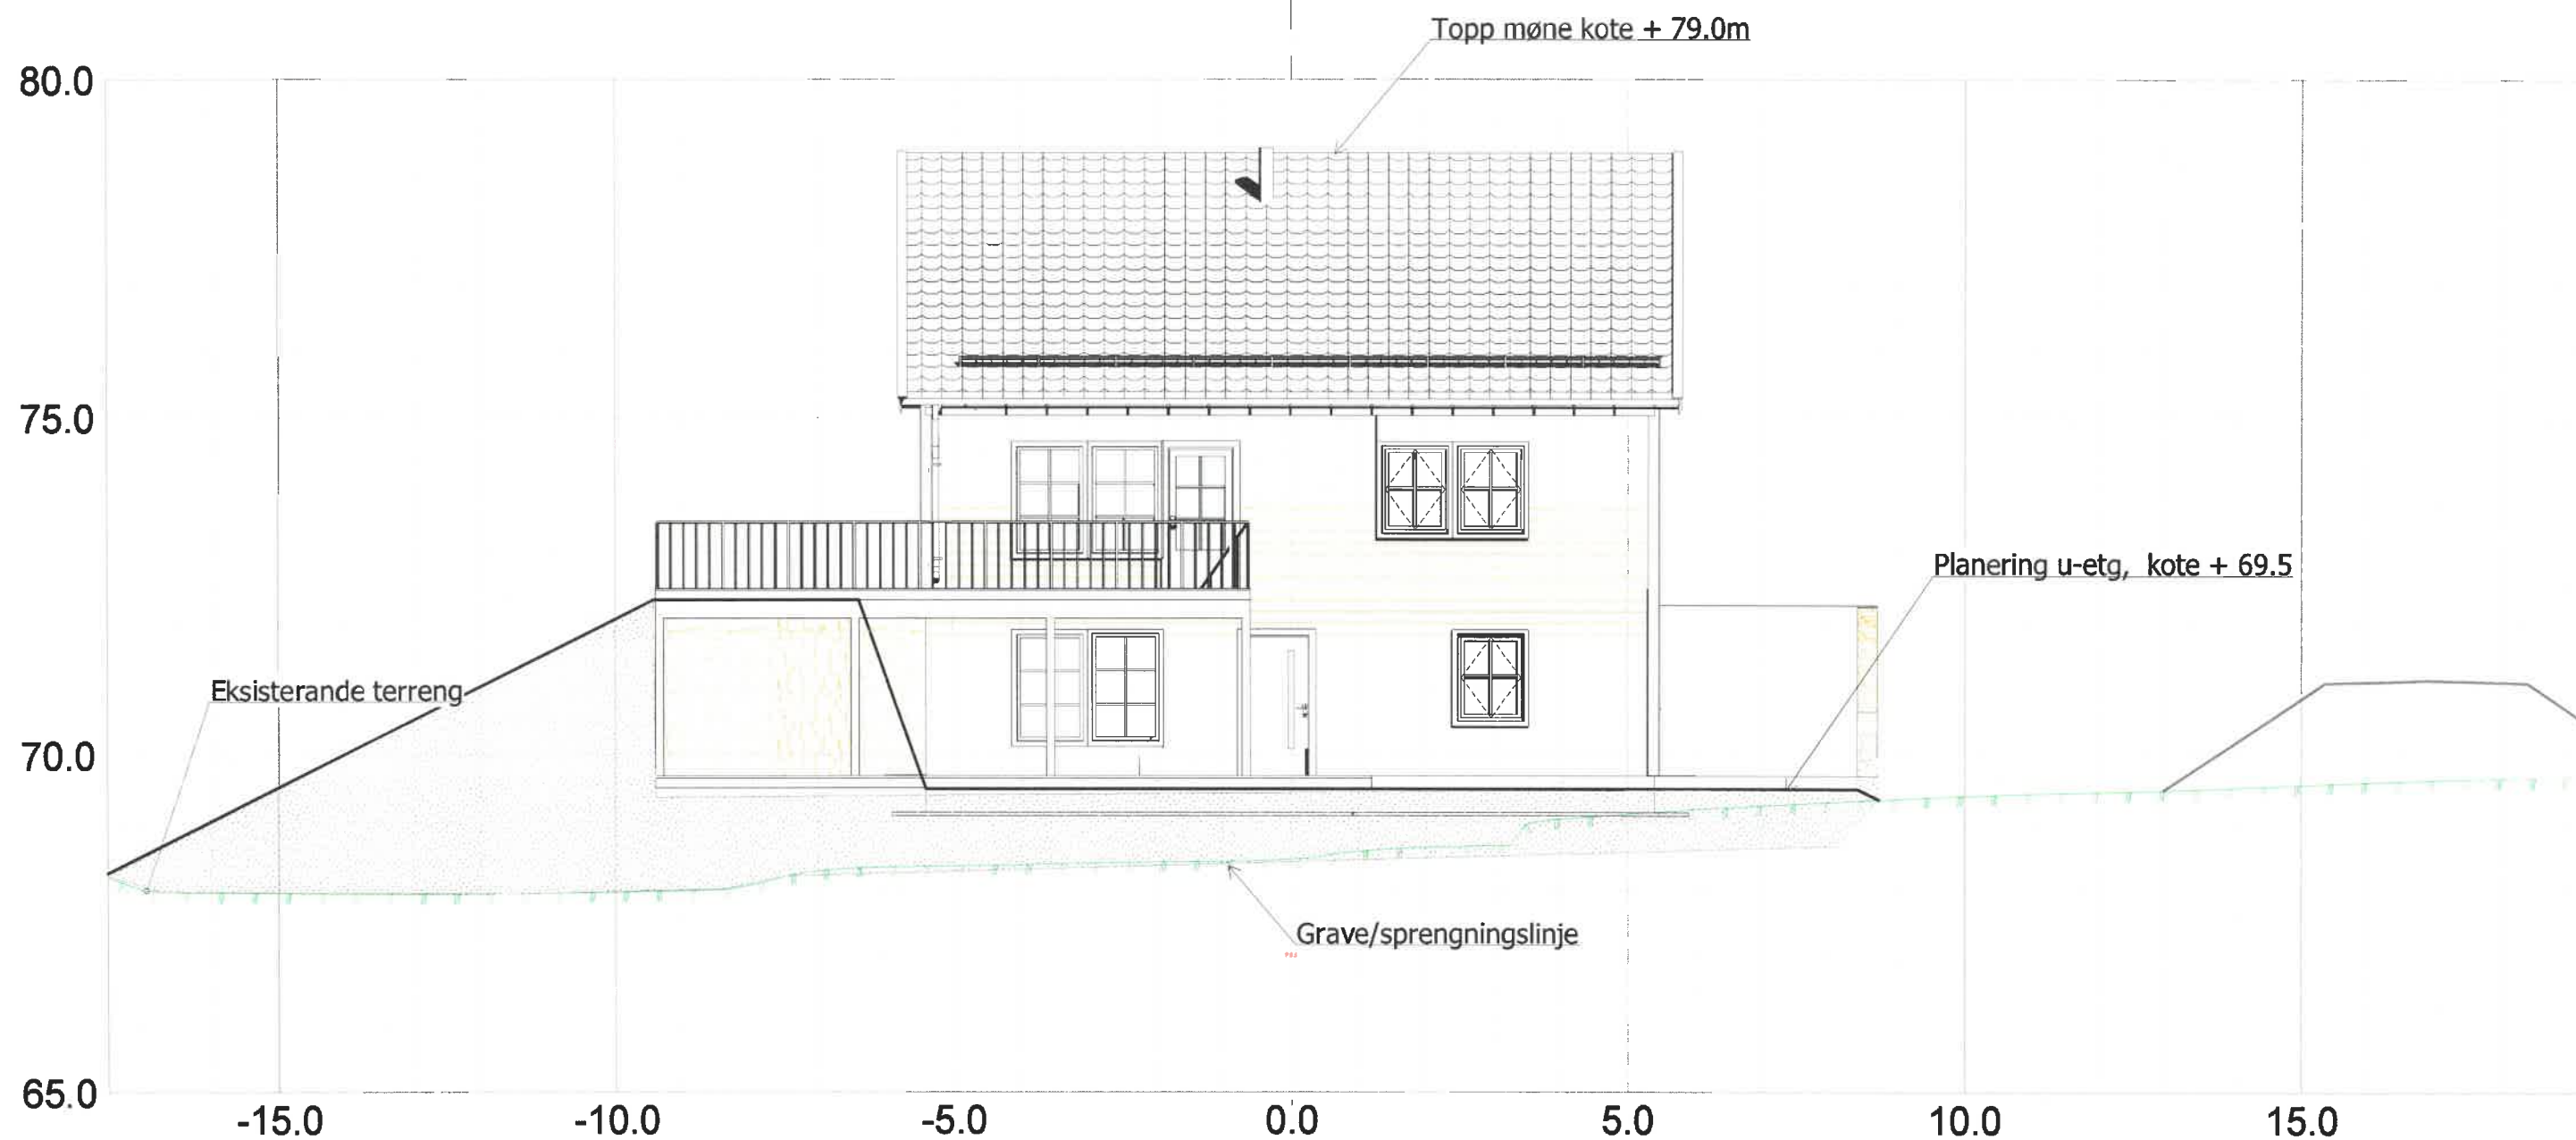 Topp møne kote + 79.0m
80.0
75.0
Planering u-etg, kote + 69.5
Eksisterande terreng
70.0
Grave/sprengningslinje
65.0
-15.0
-10.0
-5.0
0.0
5.0
10.0
15.0